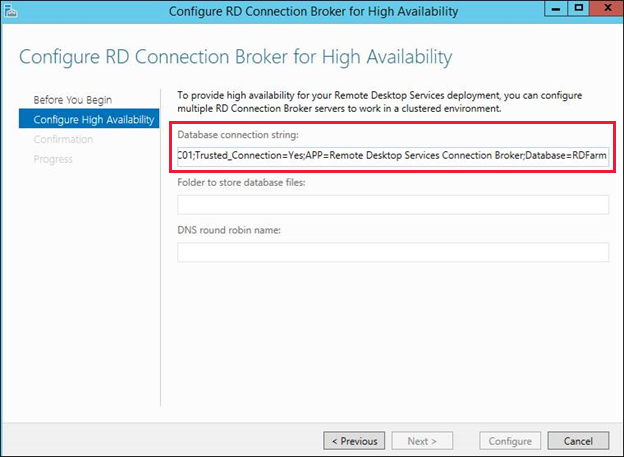 Configure RD Connection Broker for High Availability
Configure RD Connection Broker for High Availability
Before You Begin
Configure High Availability
Confirmation
Progress
To provide high availability for your Remote Desktop Services deployment, you can configure
multiple RD Connection Broker servers to work in a clustered environment.
Database connection string:
C01;Trusted_Connection=Yes;APP=Remote Desktop Services Connection Broker;Database=RDFarm
Folder to store database files:
DNS round robin name:
< Previous
Next >
Configure
Cancel